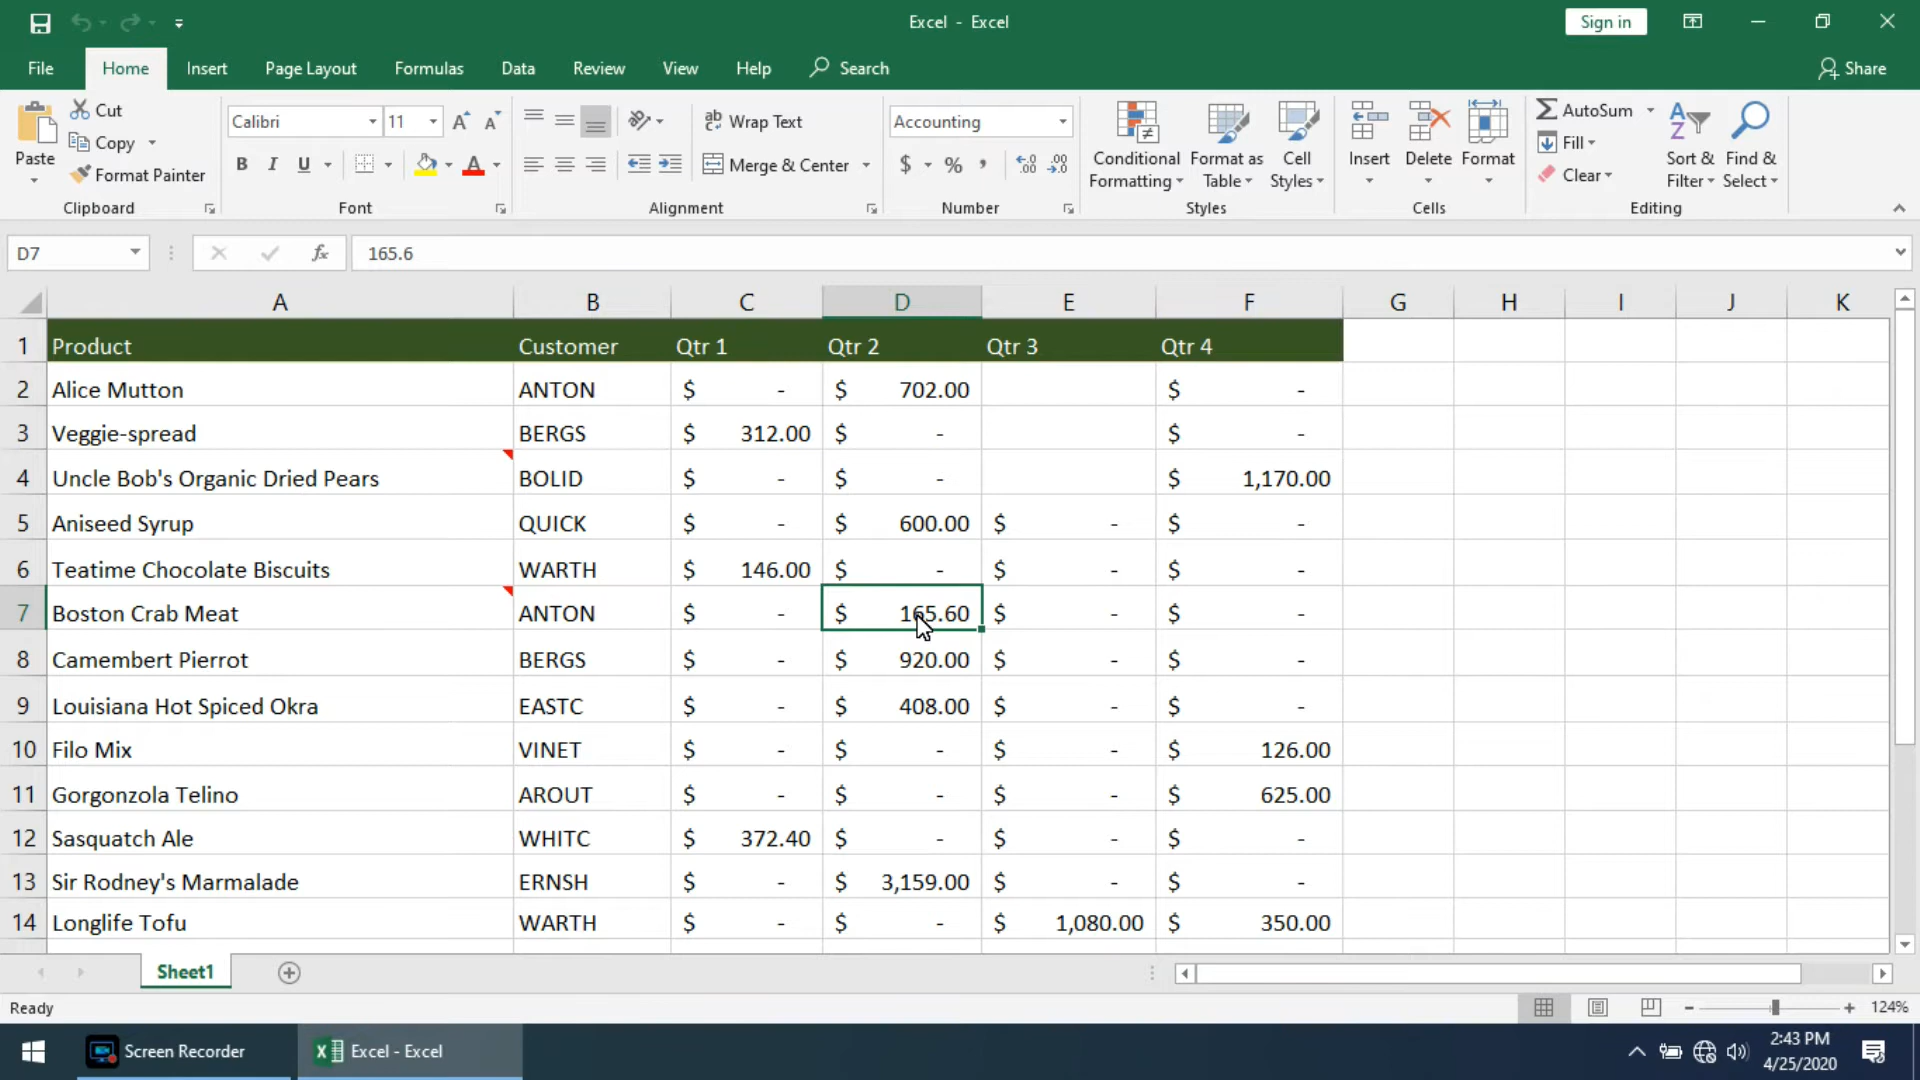 Excel - Excel
Sign in
File Home Insert Page Layout Formulas Data Review View Help Search Share
Paste
Cut
Copy
Format Painter
Clipboard
Calibri 11
B I U A
Font
Wrap Text
Merge & Center
Alignment
Accounting
$ % ,
Number
Conditional Formatting
Format as Table
Cell Styles
Styles
Insert Delete Format
Cells
AutoSum
Fill
Clear
Sort & Filter
Find & Select
Editing
D7 fx 165.6
A B C D E F G H I J K
1 Product Customer Qtr 1 Qtr 2 Qtr 3 Qtr 4
2 Alice Mutton ANTON $ - $ 702.00 $ -
3 Veggie-spread BERGS $ 312.00 $ - $ -
4 Uncle Bob's Organic Dried Pears BOLID $ - $ - $ 1,170.00
5 Aniseed Syrup QUICK $ - $ 600.00 $ - $ -
6 Teatime Chocolate Biscuits WARTH $ 146.00 $ - $ - $ -
7 Boston Crab Meat ANTON $ - $ 165.60 $ - $ -
8 Camembert Pierrot BERGS $ - $ 920.00 $ - $ -
9 Louisiana Hot Spiced Okra EASTC $ - $ 408.00 $ - $ -
10 Filo Mix VINET $ - $ - $ - $ 126.00
11 Gorgonzola Telino AROUT $ - $ - $ - $ 625.00
12 Sasquatch Ale WHITC $ 372.40 $ - $ - $ -
13 Sir Rodney's Marmalade ERNSH $ - $ 3,159.00 $ - $ -
14 Longlife Tofu WARTH $ - $ - $ 1,080.00 $ 350.00
Sheet1
Ready 124%
Screen Recorder Excel - Excel
2:43 PM
4/25/2020